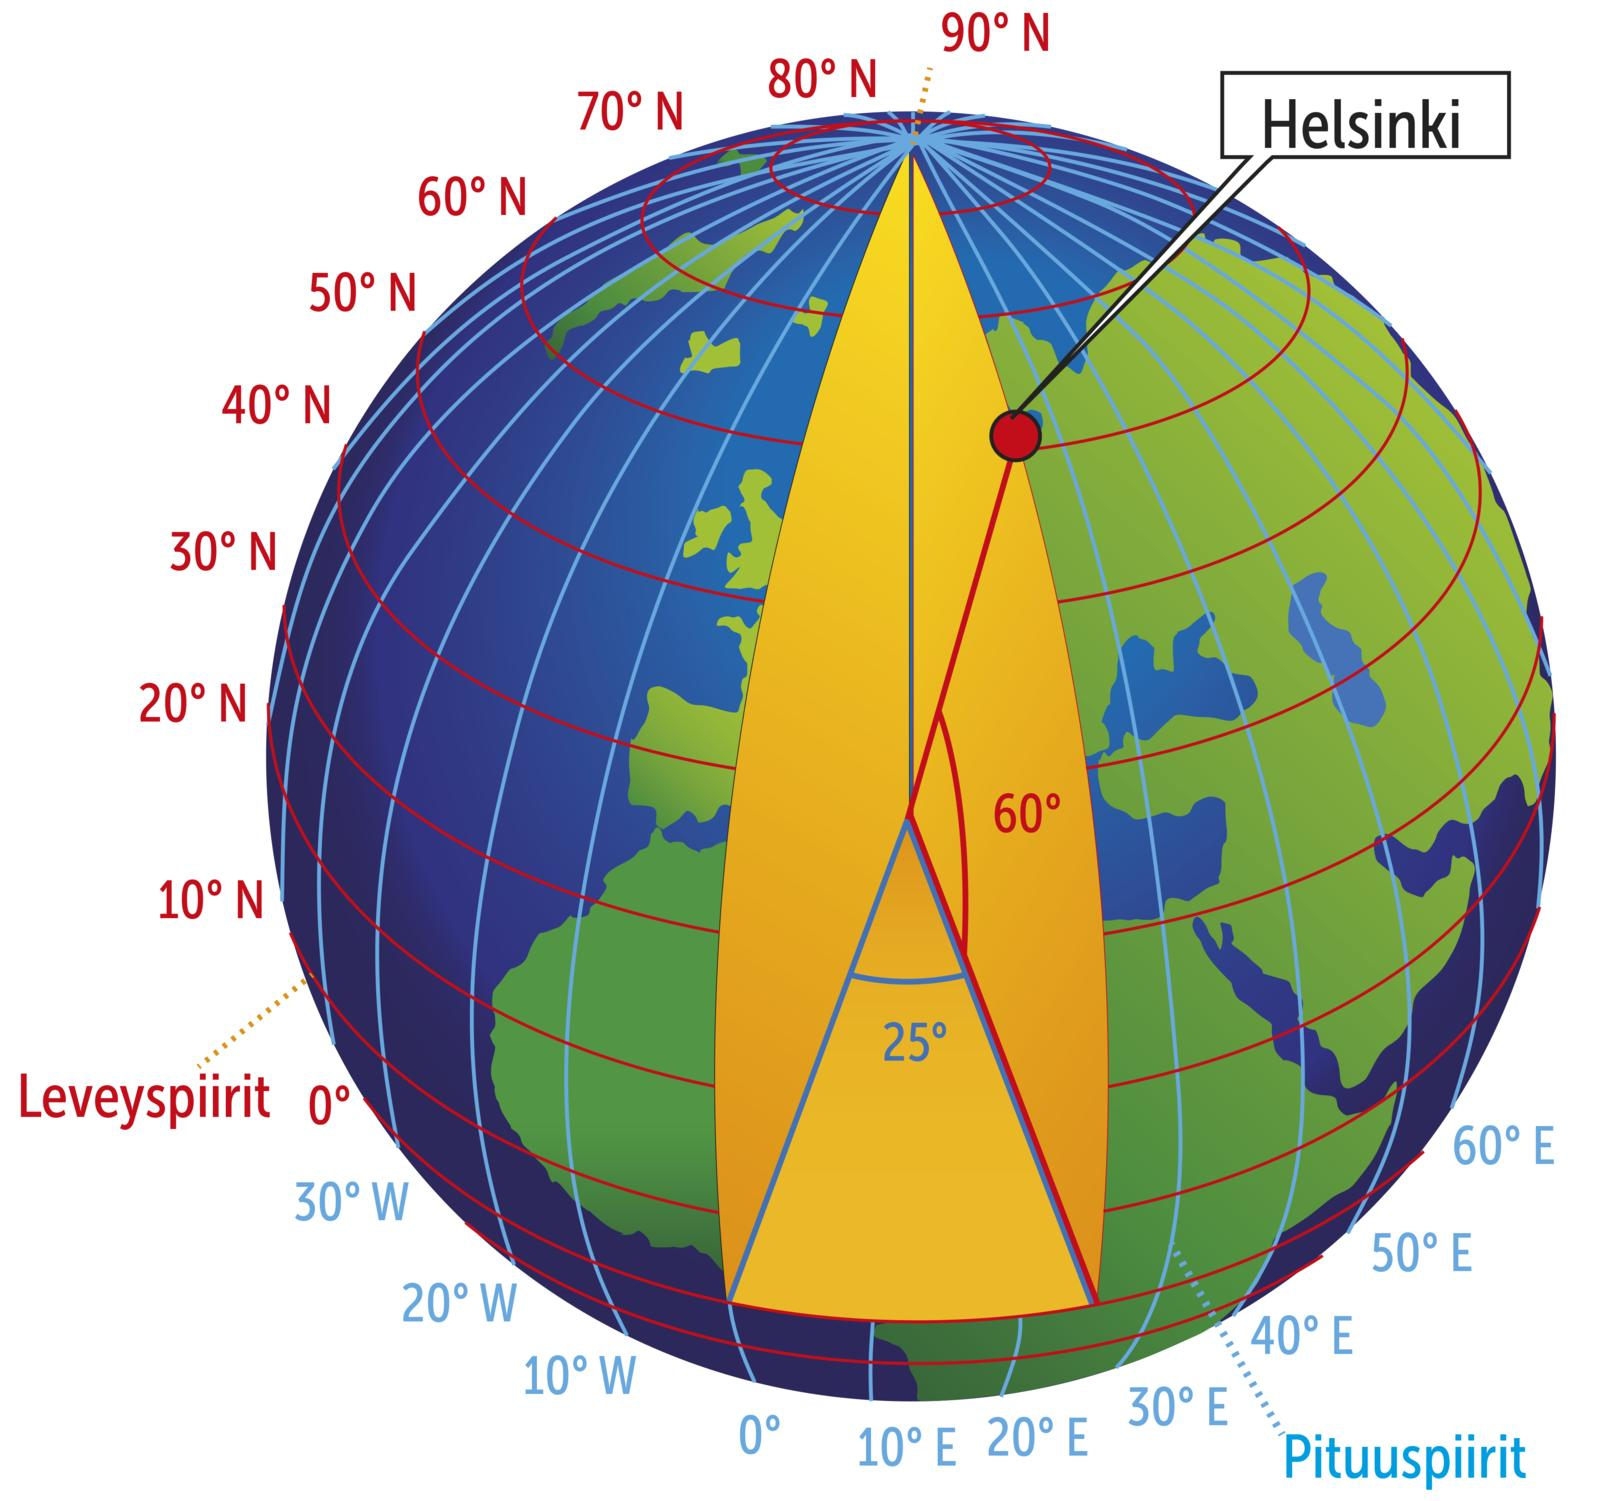 90° N
80° N
70° N
Helsinki
60° N
50° N
40° N
30° N
20° N
60°
10° N
25°
Leveyspiirit
0°
60° E
30° W
50° E
20° W
40° E
10° W
30° E
0°
10° E
20° E
Pituuspiirit